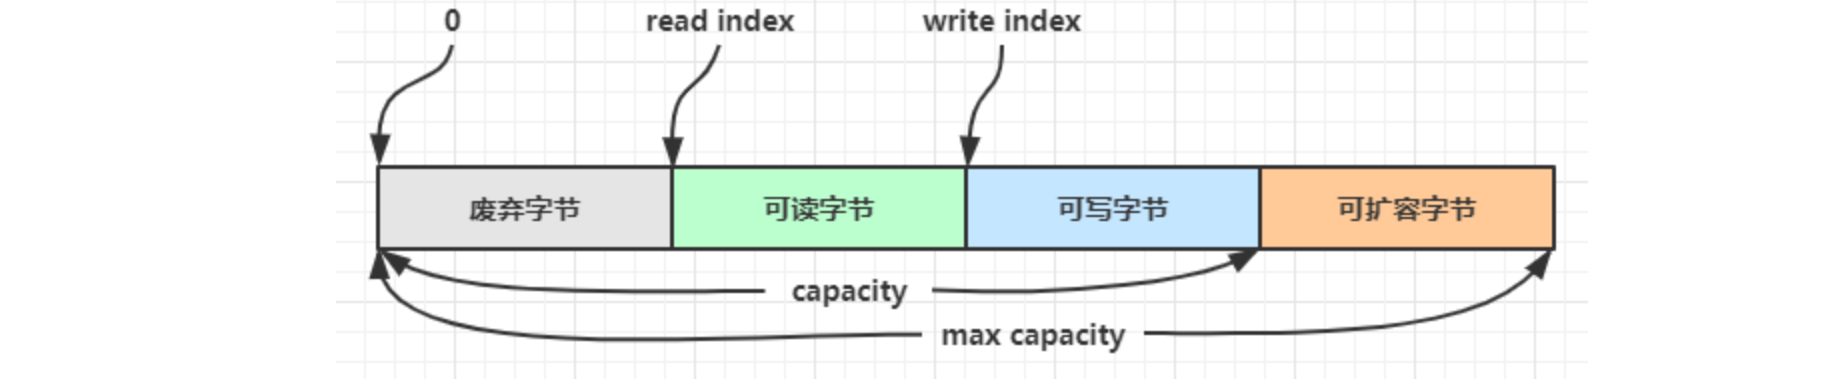 0
read index
write index
废弃字节
可读字节
可写字节
可扩容字节
capacity
max capacity